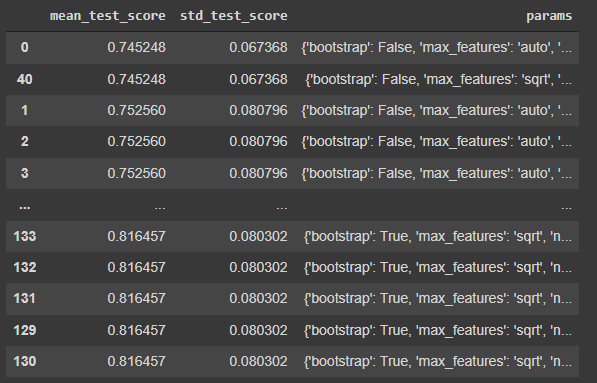 mean_test_score std_test_score params
0 0.745248 0.067368 {'bootstrap': False, 'max_features': 'auto', '...
40 0.745248 0.067368 {'bootstrap': False, 'max_features': 'sqrt', '...
1 0.752560 0.080796 {'bootstrap': False, 'max_features': 'auto', '...
2 0.752560 0.080796 {'bootstrap': False, 'max_features': 'auto', '...
3 0.752560 0.080796 {'bootstrap': False, 'max_features': 'auto', '...
... ... ... ...
133 0.816457 0.080302 {'bootstrap': True, 'max_features': 'sqrt', 'n...
132 0.816457 0.080302 {'bootstrap': True, 'max_features': 'sqrt', 'n...
131 0.816457 0.080302 {'bootstrap': True, 'max_features': 'sqrt', 'n...
129 0.816457 0.080302 {'bootstrap': True, 'max_features': 'sqrt', 'n...
130 0.816457 0.080302 {'bootstrap': True, 'max_features': 'sqrt', 'n...